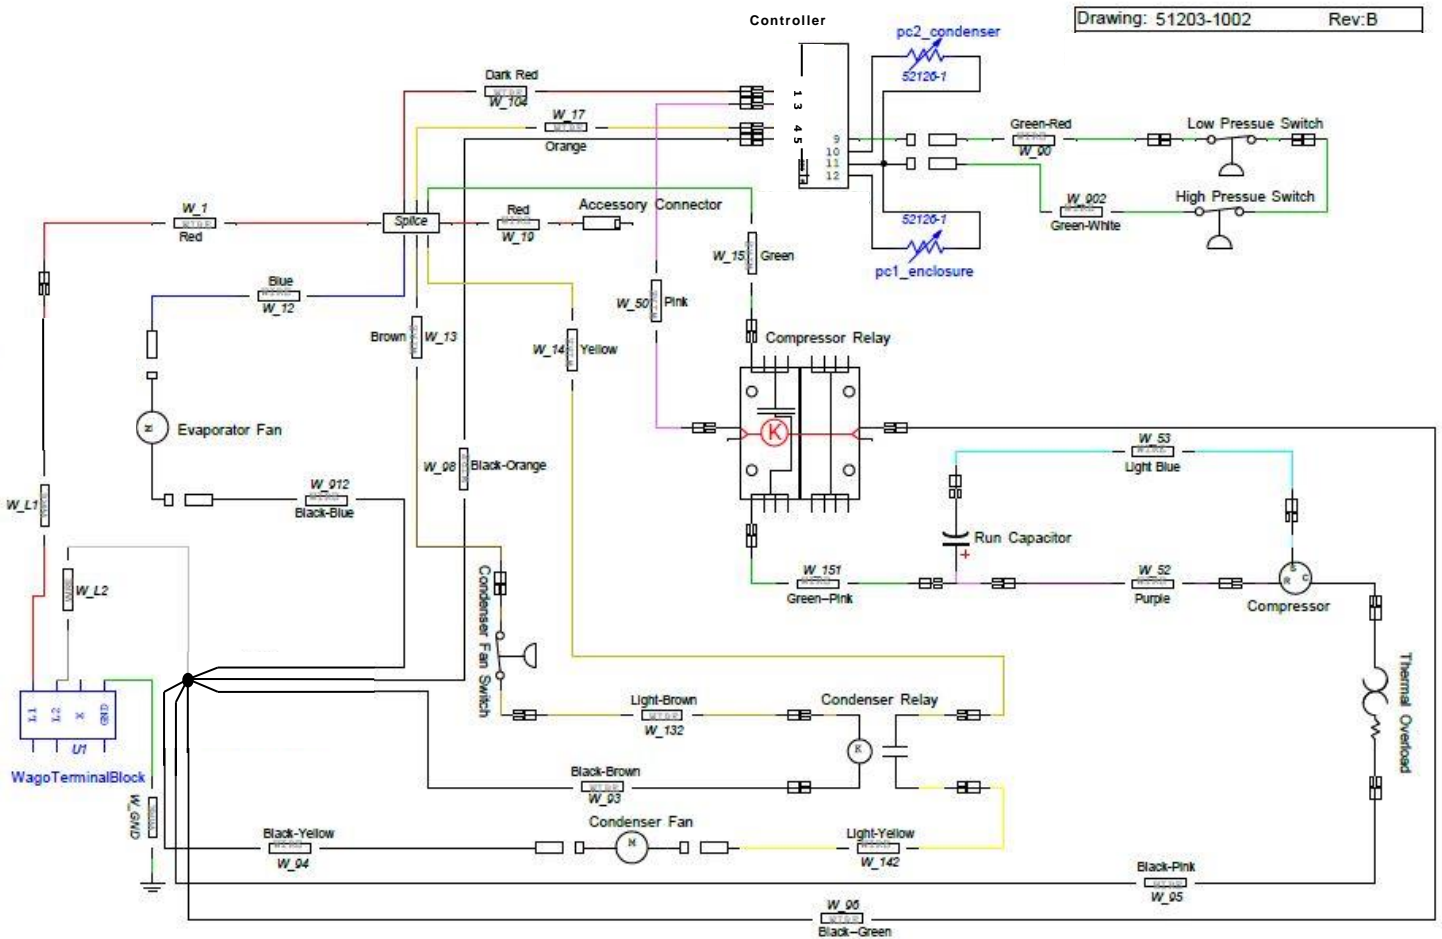 Drawing: 51203-1002 Rev:B
Controller
pc2_condenser
52126-1
Dark Red
W_104
W_17
Orange
1
3
4
5
9
10
11
12
Green-Red
W_90
Low Pressue Switch
High Pressue Switch
W_902
Green-White
52126-1
pc1_enclosure
W_1
Red
Splice
Red
W_19
Accessory Connector
W_15
Green
Blue
W_12
W_50
Pink
Brown
W_13
W_14
Yellow
Compressor Relay
K
M
Evaporator Fan
W_98
Black-Orange
W_53
Light Blue
W_L1
W_912
Black-Blue
Run Capacitor
+
W_151
Green-Pink
W_52
Purple
S
R
C
Compressor
W_L2
Condenser Fan Switch
Thermal Overload
L1
L2
X
GND
U1
WagoTerminalBlock
Light-Brown
W_132
Condenser Relay
K
Black-Brown
W_93
W_GND
Condenser Fan
M
Black-Yellow
W_94
Light-Yellow
W_142
Black-Pink
W_95
W_96
Black-Green